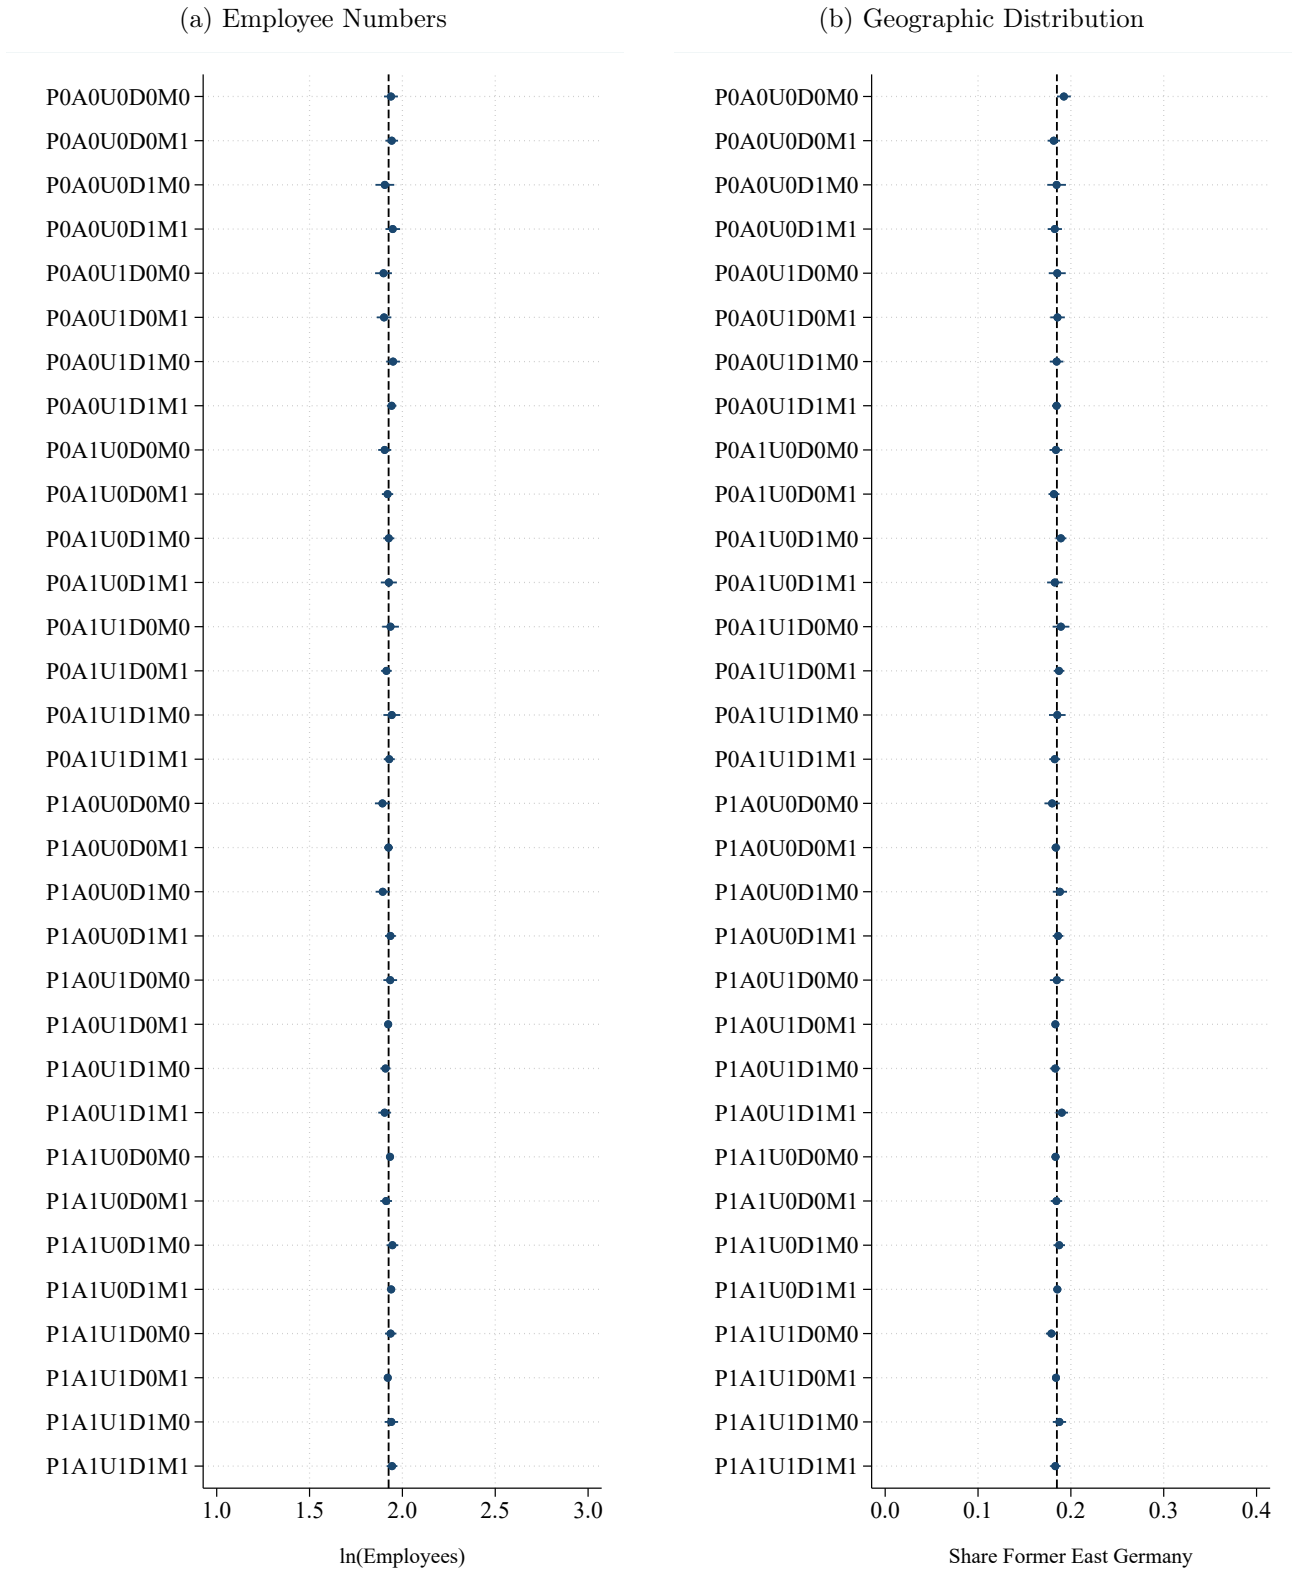 (a) Employee Numbers
P0A0U0D0M0
P0A0U0D0M1
P0A0U0D1M0
P0A0U0D1M1
P0A0U1D0M0
P0A0U1D0M1
P0A0U1D1M0
P0A0U1D1M1
P0A1U0D0M0
P0A1U0D0M1
P0A1U0D1M0
P0A1U0D1M1
P0A1U1D0M0
P0A1U1D0M1
P0A1U1D1M0
P0A1U1D1M1
P1A0U0D0M0
P1A0U0D0M1
P1A0U0D1M0
P1A0U0D1M1
P1A0U1D0M0
P1A0U1D0M1
P1A0U1D1M0
P1A0U1D1M1
P1A1U0D0M0
P1A1U0D0M1
P1A1U0D1M0
P1A1U0D1M1
P1A1U1D0M0
P1A1U1D0M1
P1A1U1D1M0
P1A1U1D1M1
1.0 1.5 2.0 2.5 3.0
ln(Employees)
(b) Geographic Distribution
P0A0U0D0M0
P0A0U0D0M1
P0A0U0D1M0
P0A0U0D1M1
P0A0U1D0M0
P0A0U1D0M1
P0A0U1D1M0
P0A0U1D1M1
P0A1U0D0M0
P0A1U0D0M1
P0A1U0D1M0
P0A1U0D1M1
P0A1U1D0M0
P0A1U1D0M1
P0A1U1D1M0
P0A1U1D1M1
P1A0U0D0M0
P1A0U0D0M1
P1A0U0D1M0
P1A0U0D1M1
P1A0U1D0M0
P1A0U1D0M1
P1A0U1D1M0
P1A0U1D1M1
P1A1U0D0M0
P1A1U0D0M1
P1A1U0D1M0
P1A1U0D1M1
P1A1U1D0M0
P1A1U1D0M1
P1A1U1D1M0
P1A1U1D1M1
0.0 0.1 0.2 0.3 0.4
Share Former East Germany